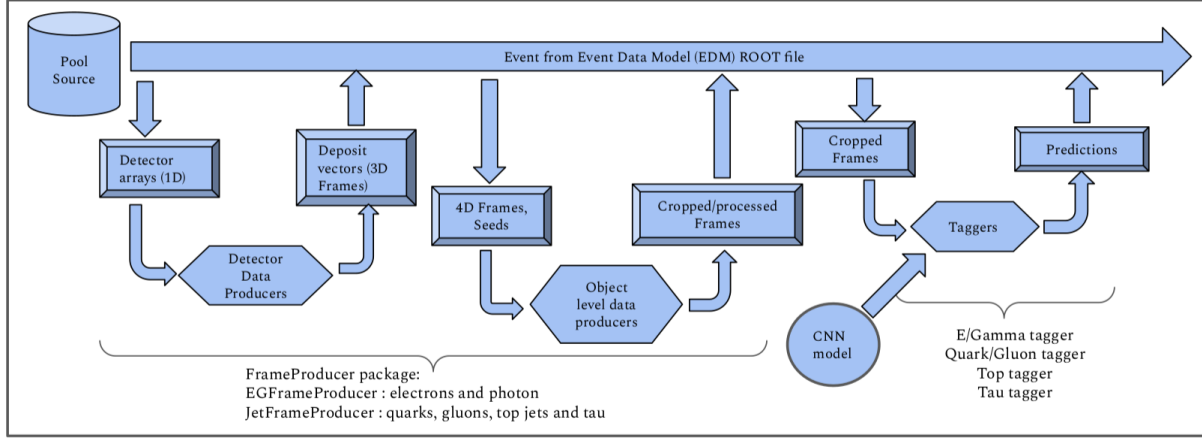 Pool
Source
Event from Event Data Model (EDM) ROOT file
Detector
arrays (1D)
Deposit
vectors (3D
Frames)
4D Frames,
Seeds
Cropped/processed
Frames
Cropped
Frames
Predictions
Detector
Data
Producers
Object
level data
producers
Taggers
CNN
model
FrameProducer package:
EGFrameProducer : electrons and photon
JetFrameProducer : quarks, gluons, top jets and tau
E/Gamma tagger
Quark/Gluon tagger
Top tagger
Tau tagger